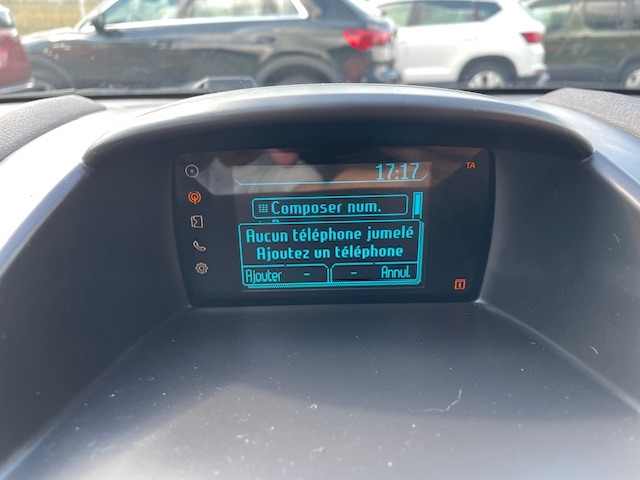 17:17
TA
Composer num.
Aucun téléphone jumelé
Ajoutez un téléphone
Ajouter - - Annul.